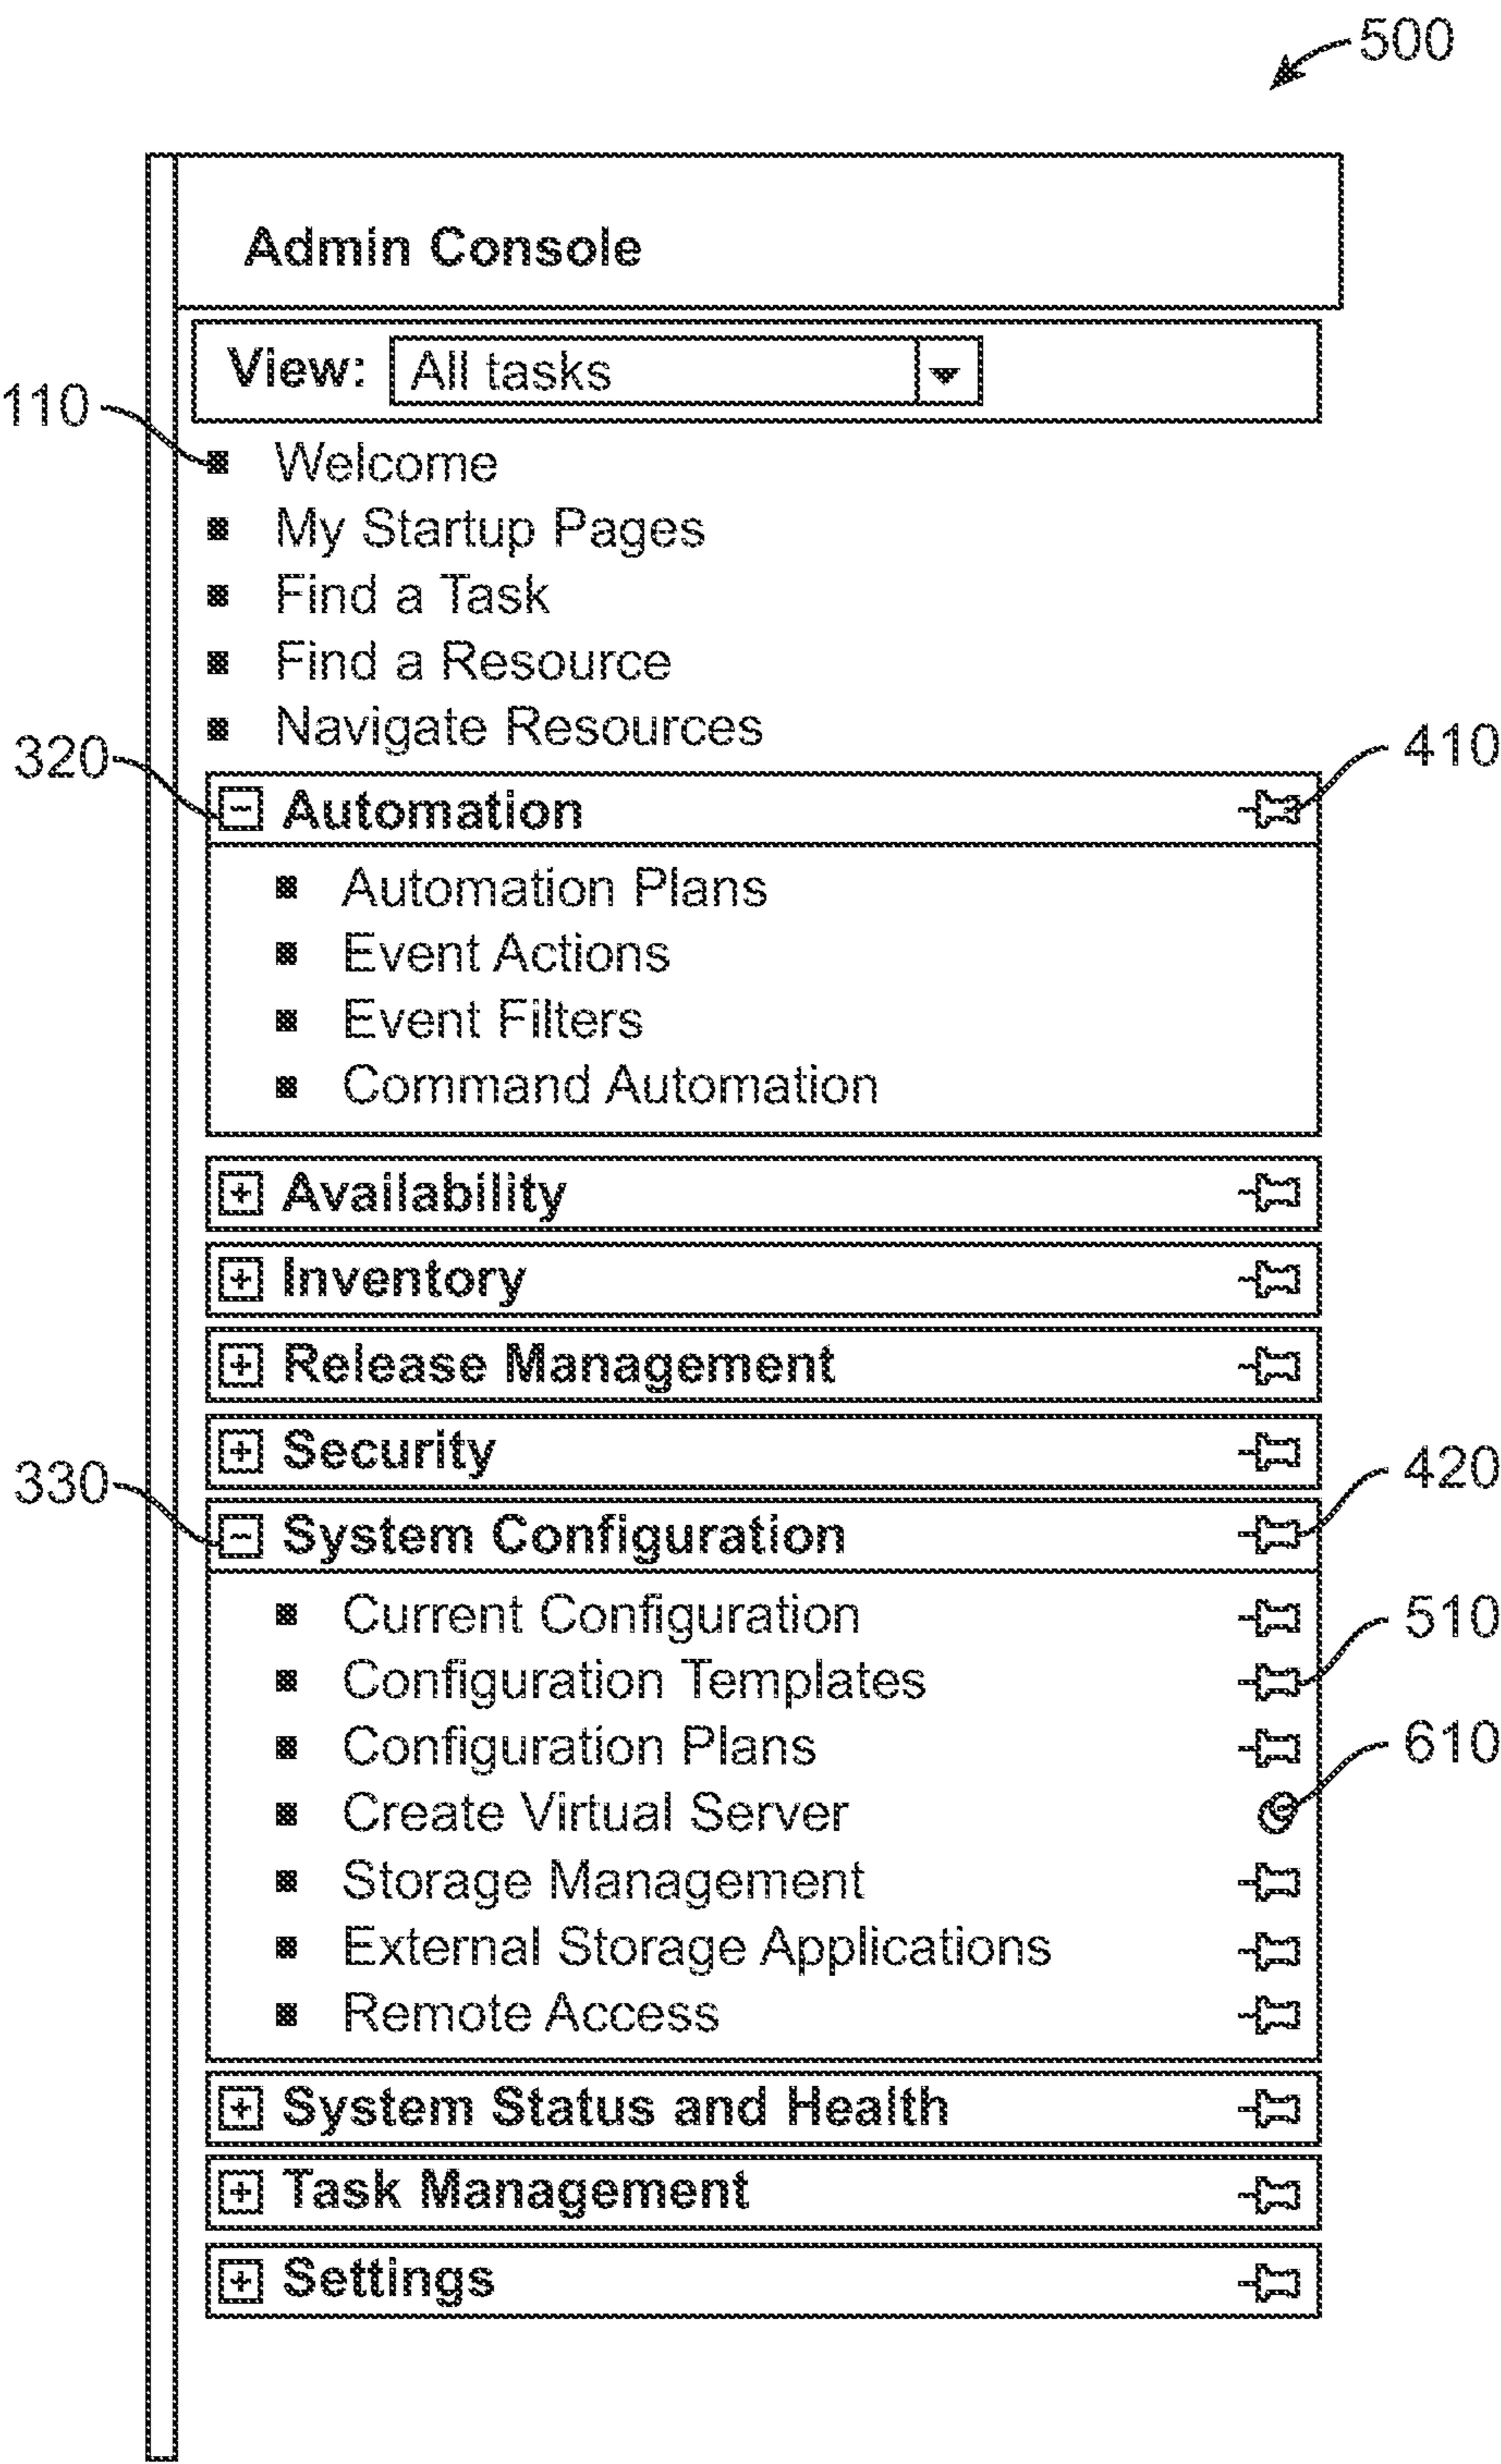 500
Admin Console
View: All tasks
110
Welcome
My Startup Pages
Find a Task
Find a Resource
Navigate Resources
320
Automation
410
Automation Plans
Event Actions
Event Filters
Command Automation
Availability
Inventory
Release Management
Security
330
System Configuration
420
Current Configuration
Configuration Templates
510
Configuration Plans
610
Create Virtual Server
Storage Management
External Storage Applications
Remote Access
System Status and Health
Task Management
Settings